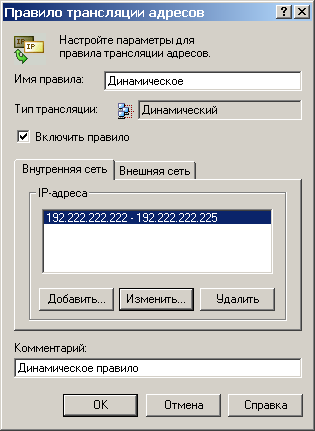 Правило трансляции адресов
IP
IP
Настройте параметры для
правила трансляции адресов.
Имя правила: Динамическое
Тип трансляции: Динамический
Включить правило
Внутренняя сеть Внешняя сеть
IP-адреса
192.222.222.222 - 192.222.222.225
Добавить... Изменить... Удалить
Комментарий:
Динамическое правило
OK Отмена Справка